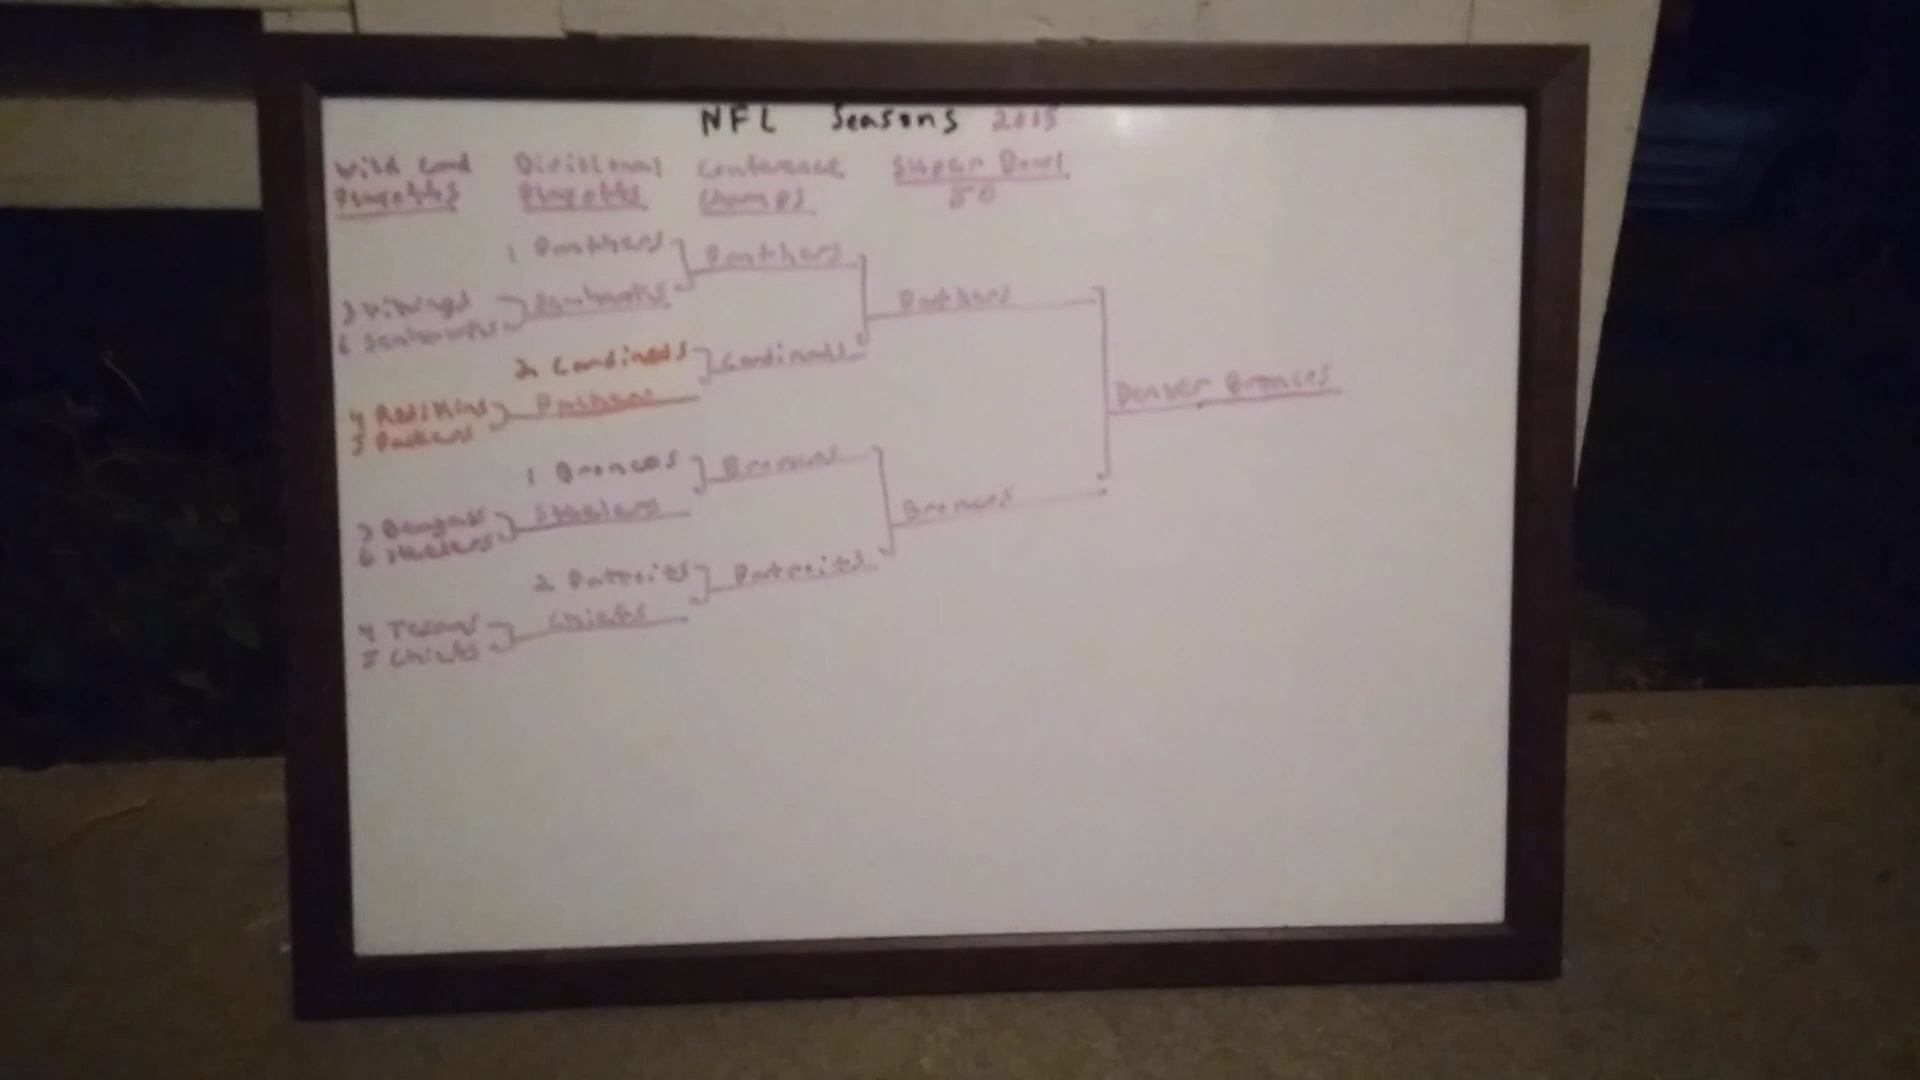 NFL Seasons 2015
Wild Card Divisional Conference Super Bowl
Playoffs Playoffs Champs 50
1 Panthers Panthers
3 Vikings Seahawks Panthers
6 Seahawks
2 Cardinals Cardinals
4 Redskins Packers
5 Packers
Denver Broncos
1 Broncos Broncos
3 Bengals Steelers Broncos
6 Steelers
2 Patroits Patroits
4 Texans Chiefs
5 Chiefs